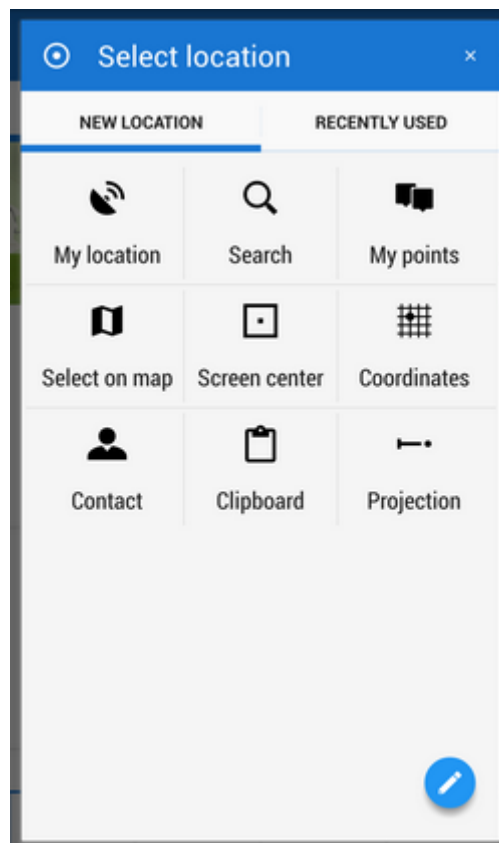 Select location
NEW LOCATION RECENTLY USED
My location Search My points
Select on map Screen center Coordinates
Contact Clipboard Projection